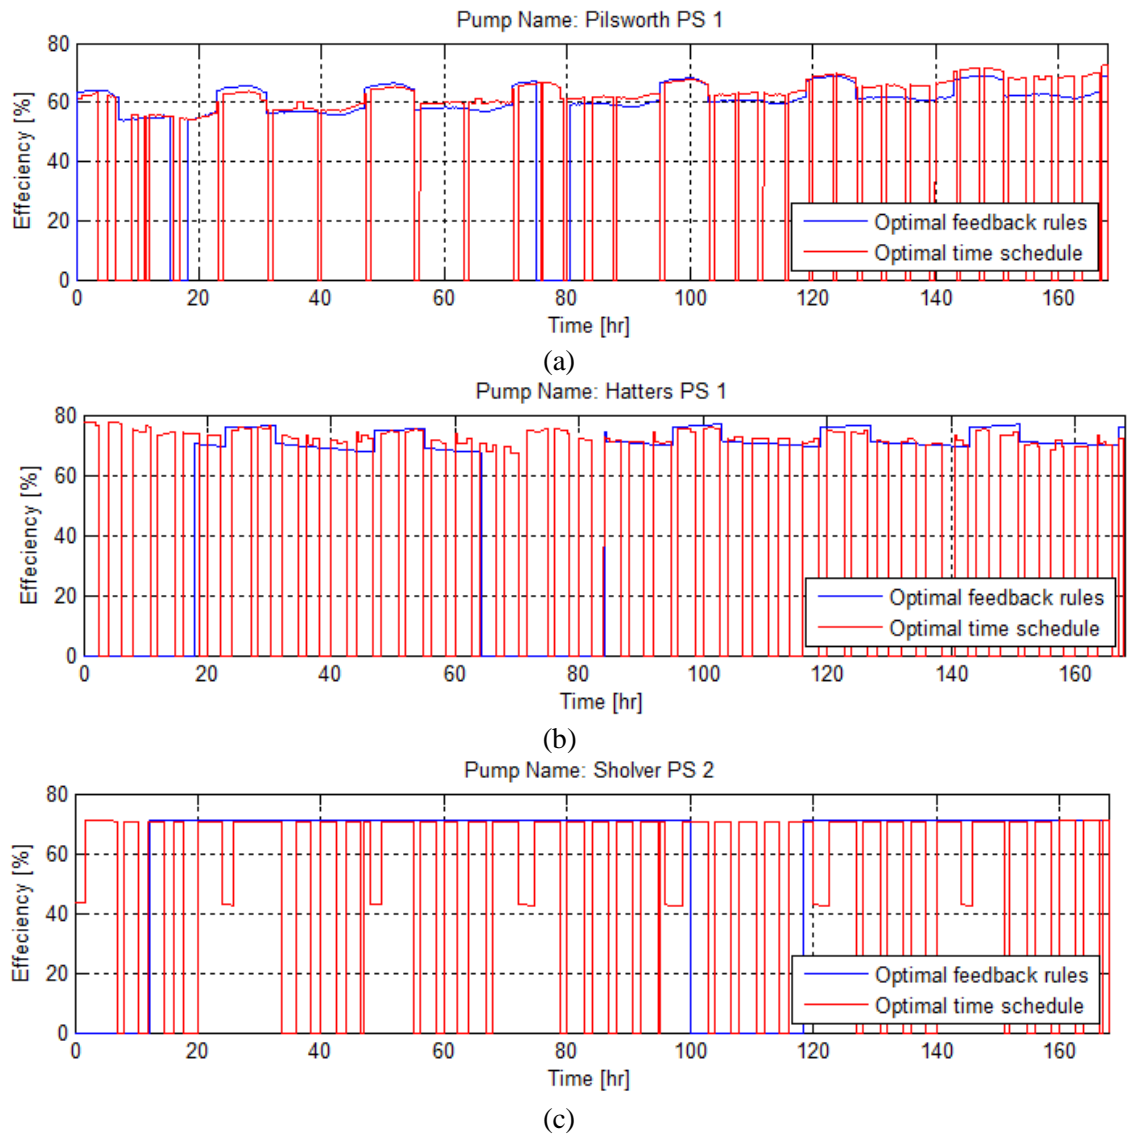 Pump Name: Pilsworth PS 1
80
60
40
20
0
Effeciency [%]
Optimal feedback rules
Optimal time schedule
0 20 40 60 80 100 120 140 160
Time [hr]
(a)
Pump Name: Hatters PS 1
80
60
40
20
0
Effeciency [%]
Optimal feedback rules
Optimal time schedule
0 20 40 60 80 100 120 140 160
Time [hr]
(b)
Pump Name: Sholver PS 2
80
60
40
20
0
Effeciency [%]
Optimal feedback rules
Optimal time schedule
0 20 40 60 80 100 120 140 160
Time [hr]
(c)